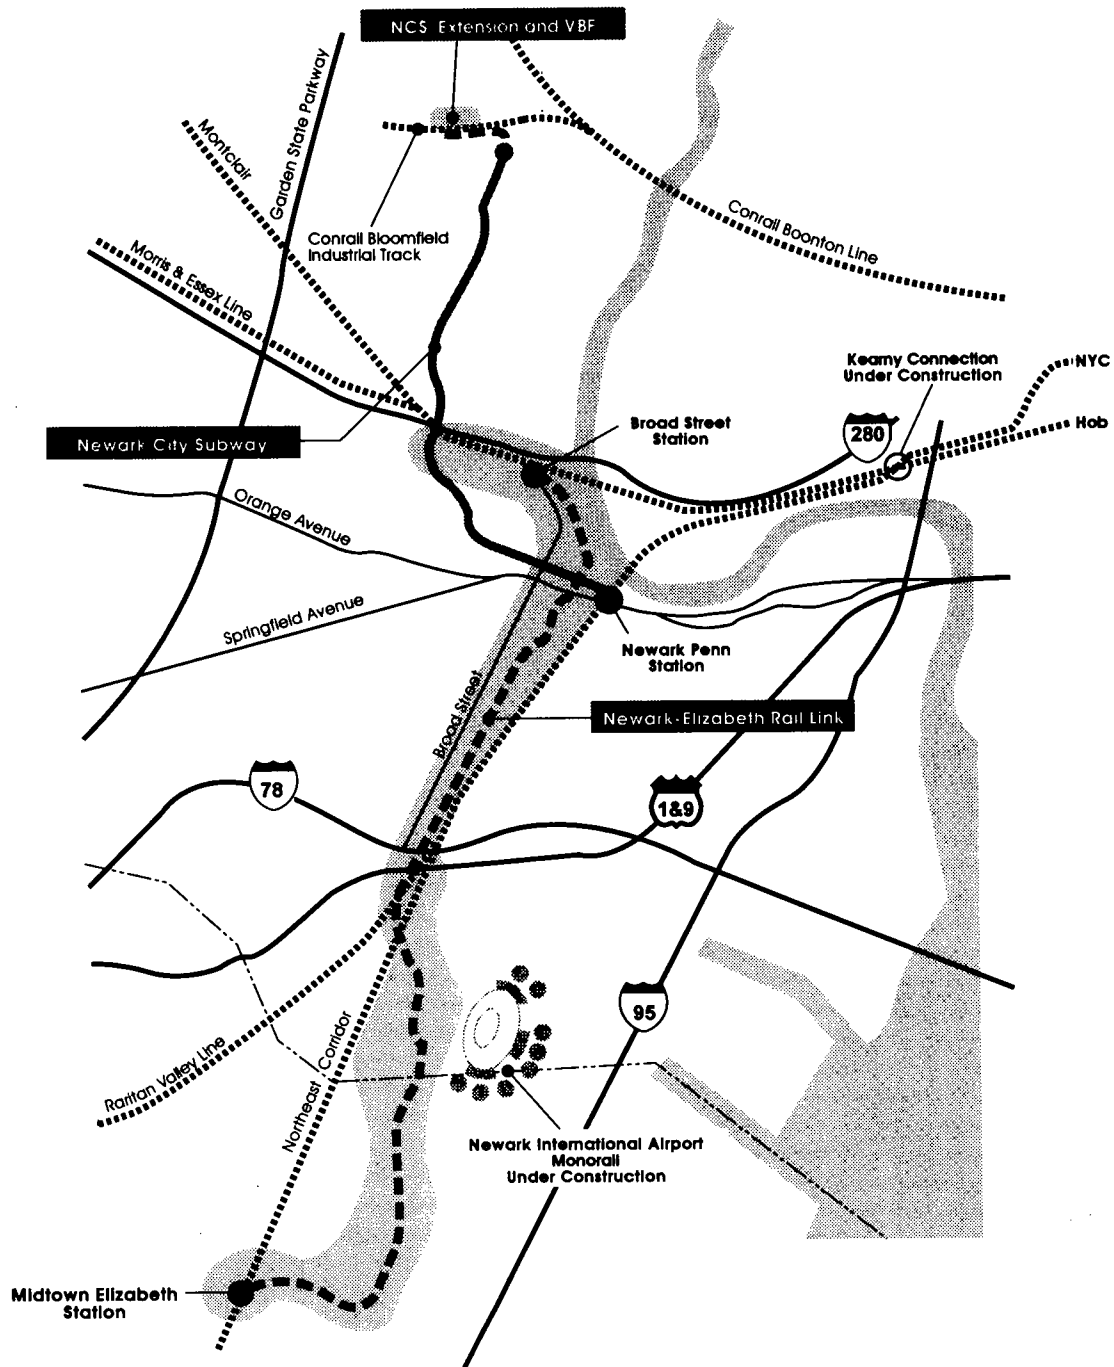 NCS Extension and VBF
Garden State Parkway
Montclair
Conrail Bloomfield
Industrial Track
Conrail Boonton Line
Morris & Essex Line
Kearny Connection
Under Construction
NYC
Hob
Newark City Subway
Broad Street
Station
280
Orange Avenue
Springfield Avenue
Newark Penn
Station
Broad Street
Newark-Elizabeth Rail Link
78
1&9
95
Raritan Valley Line
Northeast Corridor
Newark International Airport
Monorail
Under Construction
Midtown Elizabeth
Station